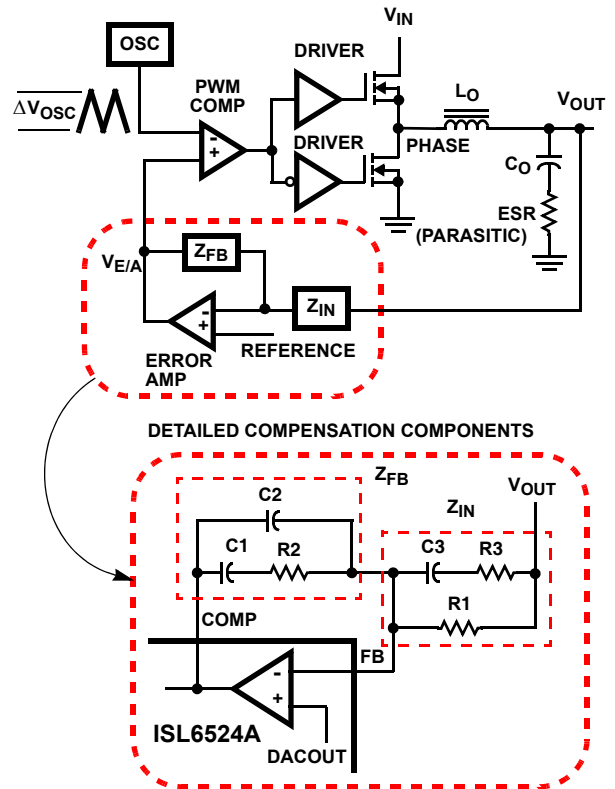 V_IN
OSC
DRIVER
PWM
COMP
L_O
V_OUT
ΔV_OSC
-
+
DRIVER
PHASE
C_O
ESR
(PARASITIC)
Z_FB
V_E/A
-
+
Z_IN
REFERENCE
ERROR
AMP
DETAILED COMPENSATION COMPONENTS
Z_FB
V_OUT
C2
Z_IN
C1
R2
C3
R3
R1
COMP
FB
-
+
ISL6524A
DACOUT